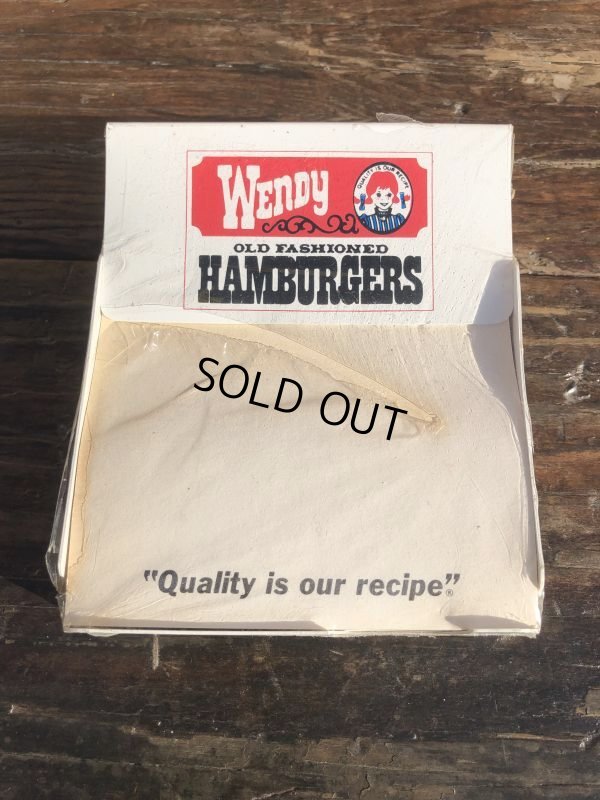 WENDY
QUALITY IS OUR RECIPE
OLD FASHIONED
HAMBURGERS
SOLD OUT
"Quality is our recipe"®